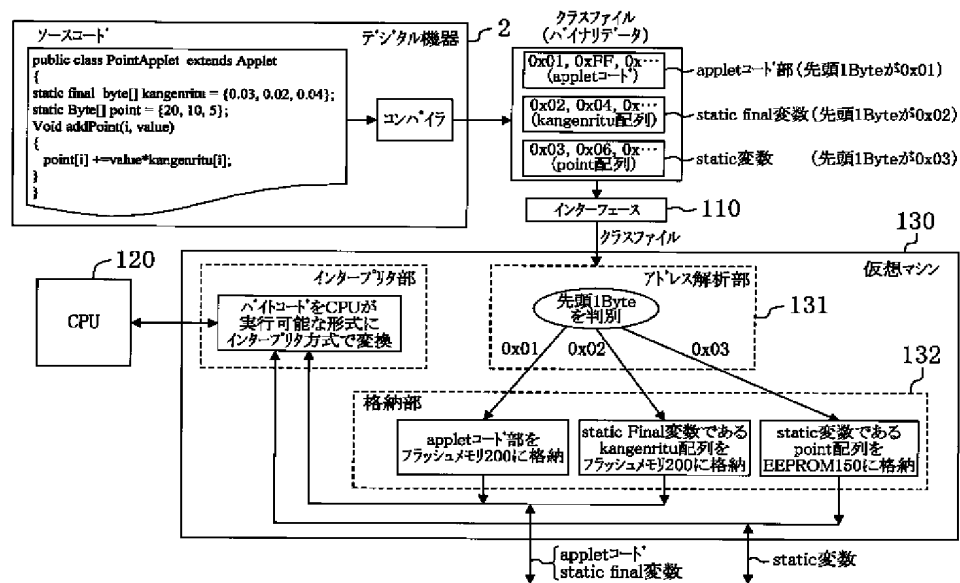 ソースコード
デジタル機器
2
public class PointApplet extends Applet
{
static final byte[] kangenritu = {0.03, 0.02, 0.04};
static Byte[] point = {20, 10, 5};
Void addPoint(i, value)
{
point[i] +=value*kangenritu[i];
}
}
コンパイラ
クラスファイル
(バイナリデータ)
0x01, 0xFF, 0x…
(appletコード)
appletコード部(先頭1Byteが0x01)
0x02, 0x04, 0x…
(kangenritu配列)
static final変数(先頭1Byteが0x02)
0x03, 0x06, 0x…
(point配列)
static変数 (先頭1Byteが0x03)
インターフェース
110
クラスファイル
130
仮想マシン
120
CPU
インタープリタ部
バイトコードをCPUが
実行可能な形式に
インタープリタ方式で変換
アドレス解析部
131
先頭1Byte
を判別
0x01
0x02
0x03
132
格納部
appletコード部を
フラッシュメモリ200に格納
static Final変数である
kangenritu配列を
フラッシュメモリ200に格納
static変数である
point配列を
EEPROM150に格納
appletコード
static final変数
static変数